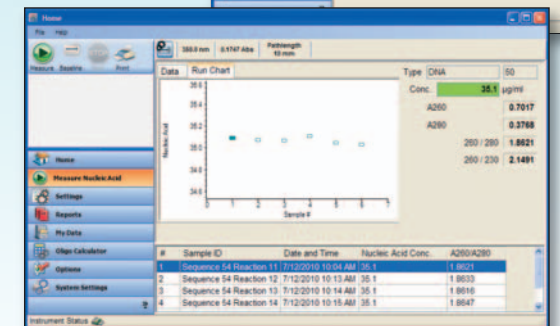 Home
File Help
Measure Baseline Print
350.0 nm 0.1747 Abs Pathlength
10 mm
Data Run Chart
Type DNA 50
Conc. 35.1 µg/ml
A260 0.7017
A280 0.3768
260 / 280 1.8621
260 / 230 2.1491
Nucleic Acid
35.6
35.4
35.2
35.0
34.8
34.6
0 1 2 3 4 5 6 7
Sample #
Home
Measure Nucleic Acid
Settings
Reports
My Data
Oligo Calculator
Options
System Settings
# Sample ID Date and Time Nucleic Acid Conc. A260/A280
1 Sequence 54 Reaction 11 7/12/2010 10:04 AM 35.1 1.8621
2 Sequence 54 Reaction 12 7/12/2010 10:13 AM 35.1 1.8633
3 Sequence 54 Reaction 13 7/12/2010 10:14 AM 35.1 1.8616
4 Sequence 54 Reaction 14 7/12/2010 10:15 AM 35.1 1.8647
Instrument Status